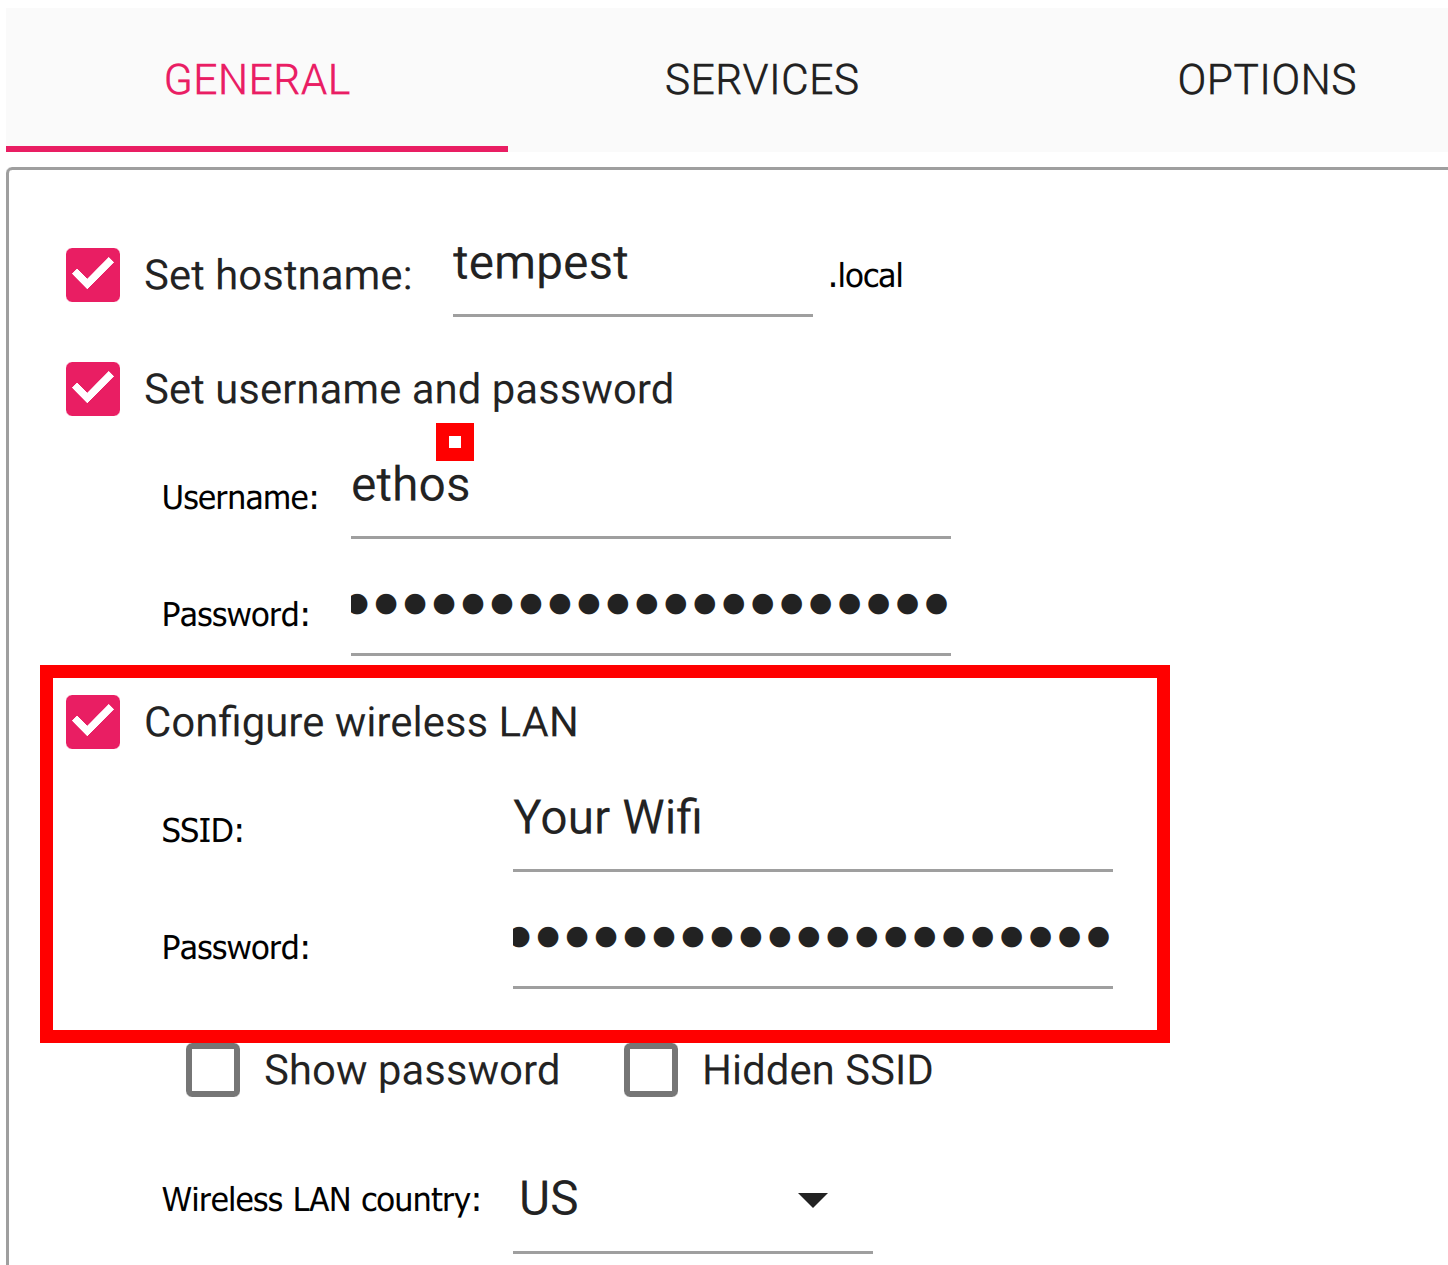 GENERAL SERVICES OPTIONS
Set hostname: tempest .local
Set username and password
Username: ethos
Password: ●●●●●●●●●●●●●●●●●●●●●
Configure wireless LAN
SSID: Your Wifi
Password: ●●●●●●●●●●●●●●●●●●●●●
Show password Hidden SSID
Wireless LAN country: US